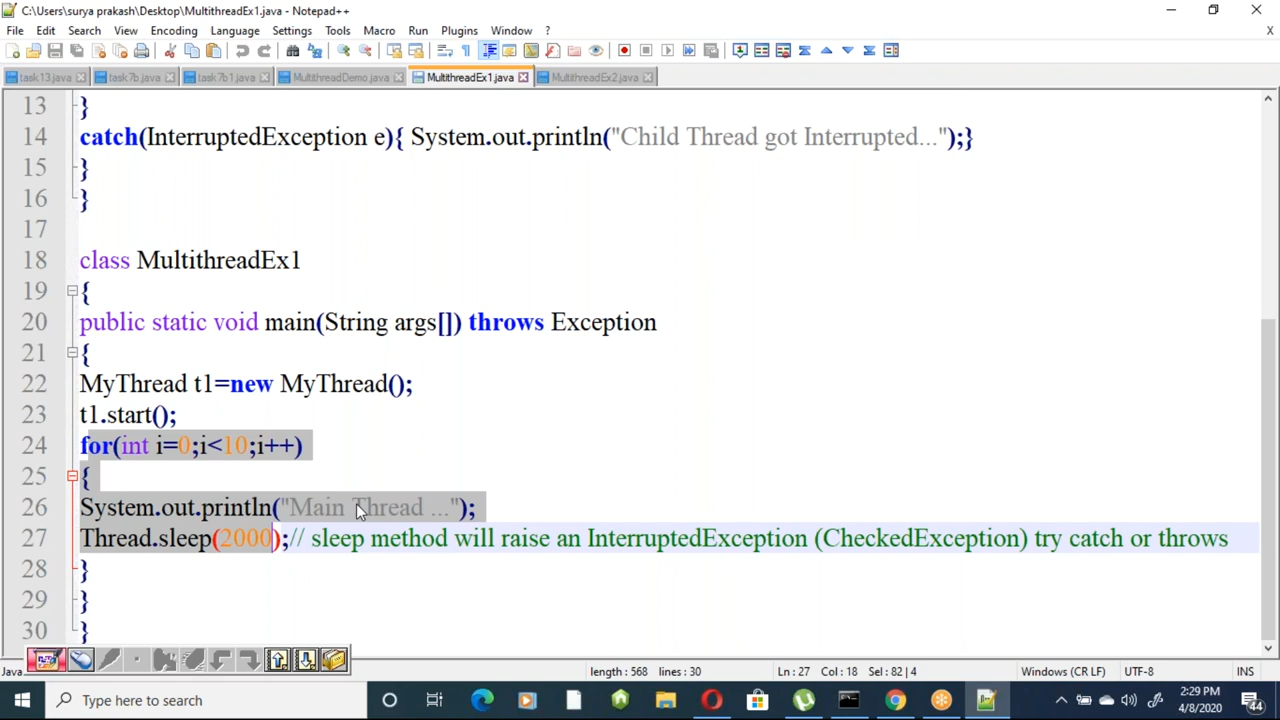 C:\Users\surya prakash\Desktop\MultithreadEx1.java - Notepad++
File Edit Search View Encoding Language Settings Tools Macro Run Plugins Window ?
X
task13.java task7b.java task7b1.java MultithreadDemo.java MultithreadEx1.java MultithreadEx2.java
13 }
14 catch(InterruptedException e){ System.out.println("Child Thread got Interrupted...");}
15 }
16 }
17
18 class MultithreadEx1
19 {
20 public static void main(String args[]) throws Exception
21 {
22 MyThread t1=new MyThread();
23 t1.start();
24 for(int i=0;i<10;i++)
25 {
26 System.out.println("Main Thread ...");
27 Thread.sleep(2000);// sleep method will raise an InterruptedException (CheckedException) try catch or throws
28 }
29 }
30 }
Java length : 568 lines : 30 Ln : 27 Col : 18 Sel : 82 | 4 Windows (CR LF) UTF-8 INS
Type here to search
2:29 PM
4/8/2020
44